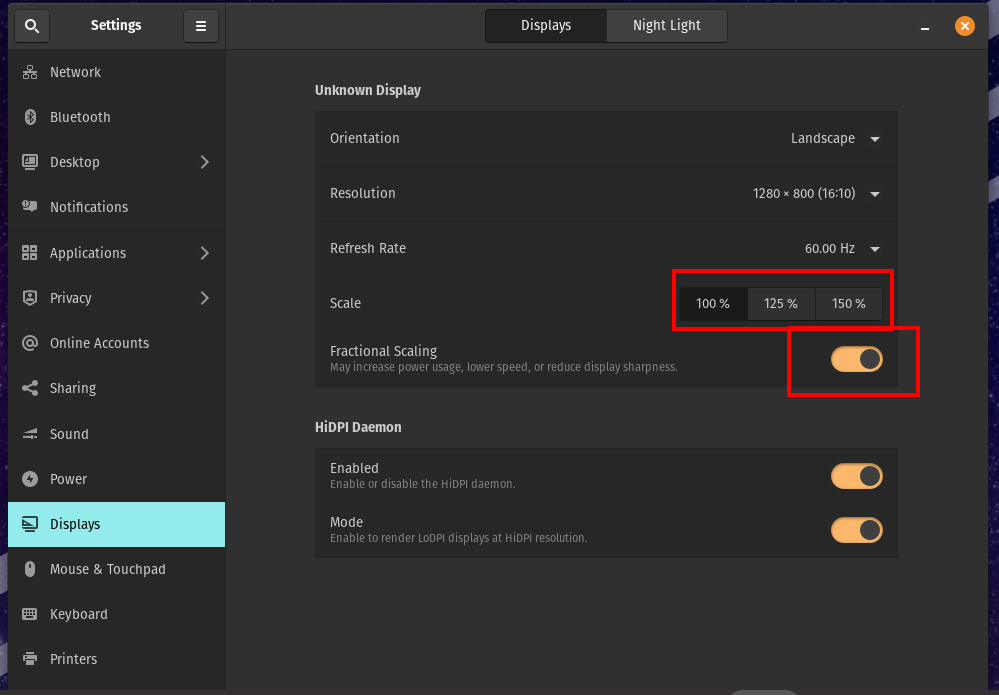 Settings
Displays
Night Light
Network
Bluetooth
Desktop
Notifications
Applications
Privacy
Online Accounts
Sharing
Sound
Power
Displays
Mouse & Touchpad
Keyboard
Printers
Unknown Display
Orientation
Landscape
Resolution
1280 × 800 (16:10)
Refresh Rate
60.00 Hz
Scale
100 %
125 %
150 %
Fractional Scaling
May increase power usage, lower speed, or reduce display sharpness.
HiDPI Daemon
Enabled
Enable or disable the HiDPI daemon.
Mode
Enable to render LoDPI displays at HiDPI resolution.